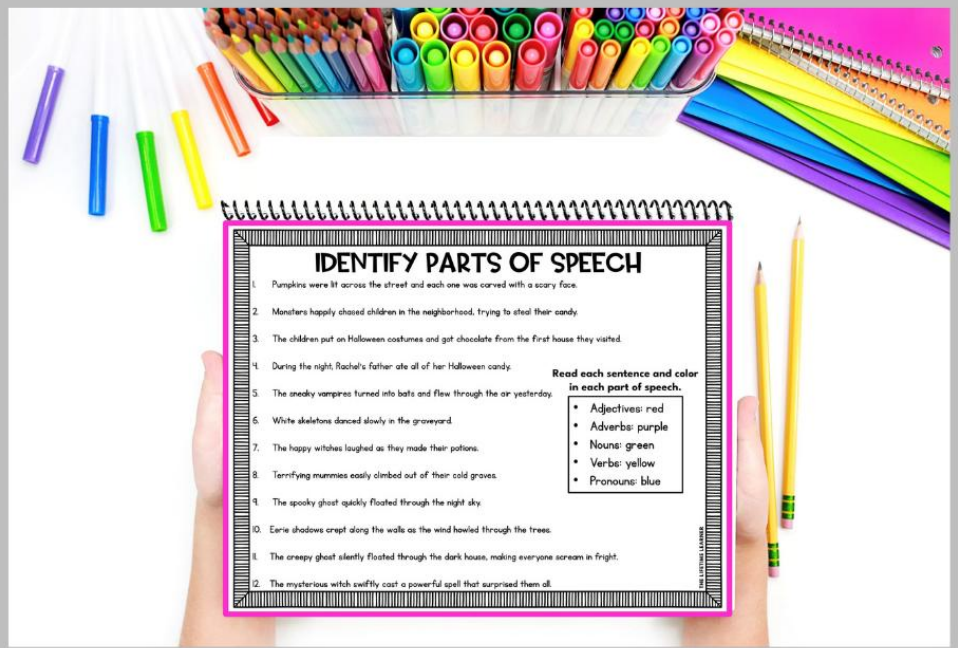 IDENTIFY PARTS OF SPEECH
1. Pumpkins were lit across the street and each one was carved with a scary face.
2. Monsters happily chased children in the neighborhood, trying to steal their candy.
3. The children put on Halloween costumes and got chocolate from the first house they visited.
4. During the night, Rachel's father ate all of her Halloween candy.
5. The sneaky vampires turned into bats and flew through the air yesterday.
6. White skeletons danced slowly in the graveyard.
7. The happy witches laughed as they made their potions.
8. Terrifying mummies easily climbed out of their cold graves.
9. The spooky ghost quickly floated through the night sky.
10. Eerie shadows crept along the walls as the wind howled through the trees.
11. The creepy ghost silently floated through the dark house, making everyone scream in fright.
12. The mysterious witch swiftly cast a powerful spell that surprised them all.
Read each sentence and color
in each part of speech.
• Adjectives: red
• Adverbs: purple
• Nouns: green
• Verbs: yellow
• Pronouns: blue
THE LIFETIME LEARNER